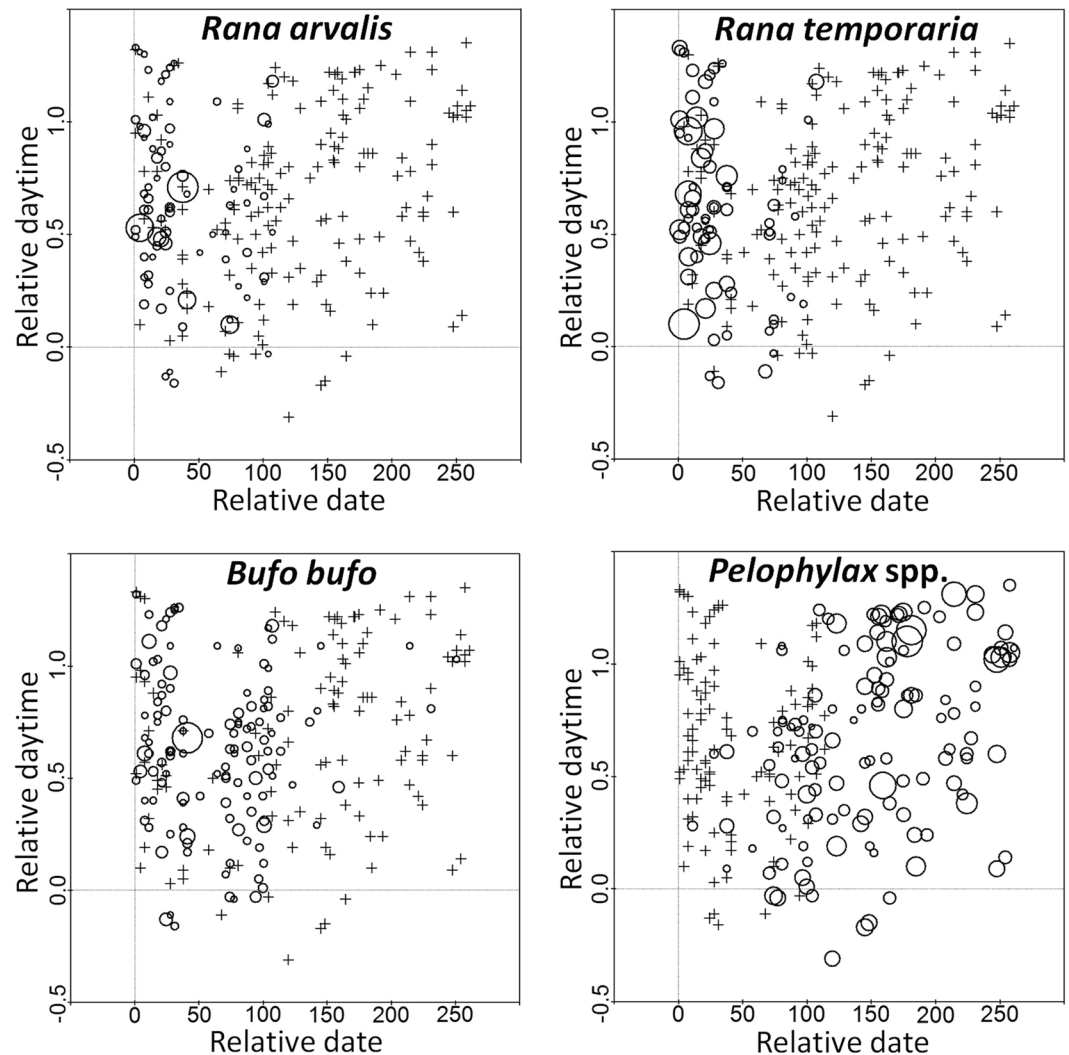 Rana arvalis
Relative daytime
1.0
0.5
0.0
-0.5
0 50 100 150 200 250
Relative date
Rana temporaria
Relative daytime
1.0
0.5
0.0
-0.5
0 50 100 150 200 250
Relative date
Bufo bufo
Relative daytime
1.0
0.5
0.0
-0.5
0 50 100 150 200 250
Relative date
Pelophylax spp.
Relative daytime
1.0
0.5
0.0
-0.5
0 50 100 150 200 250
Relative date